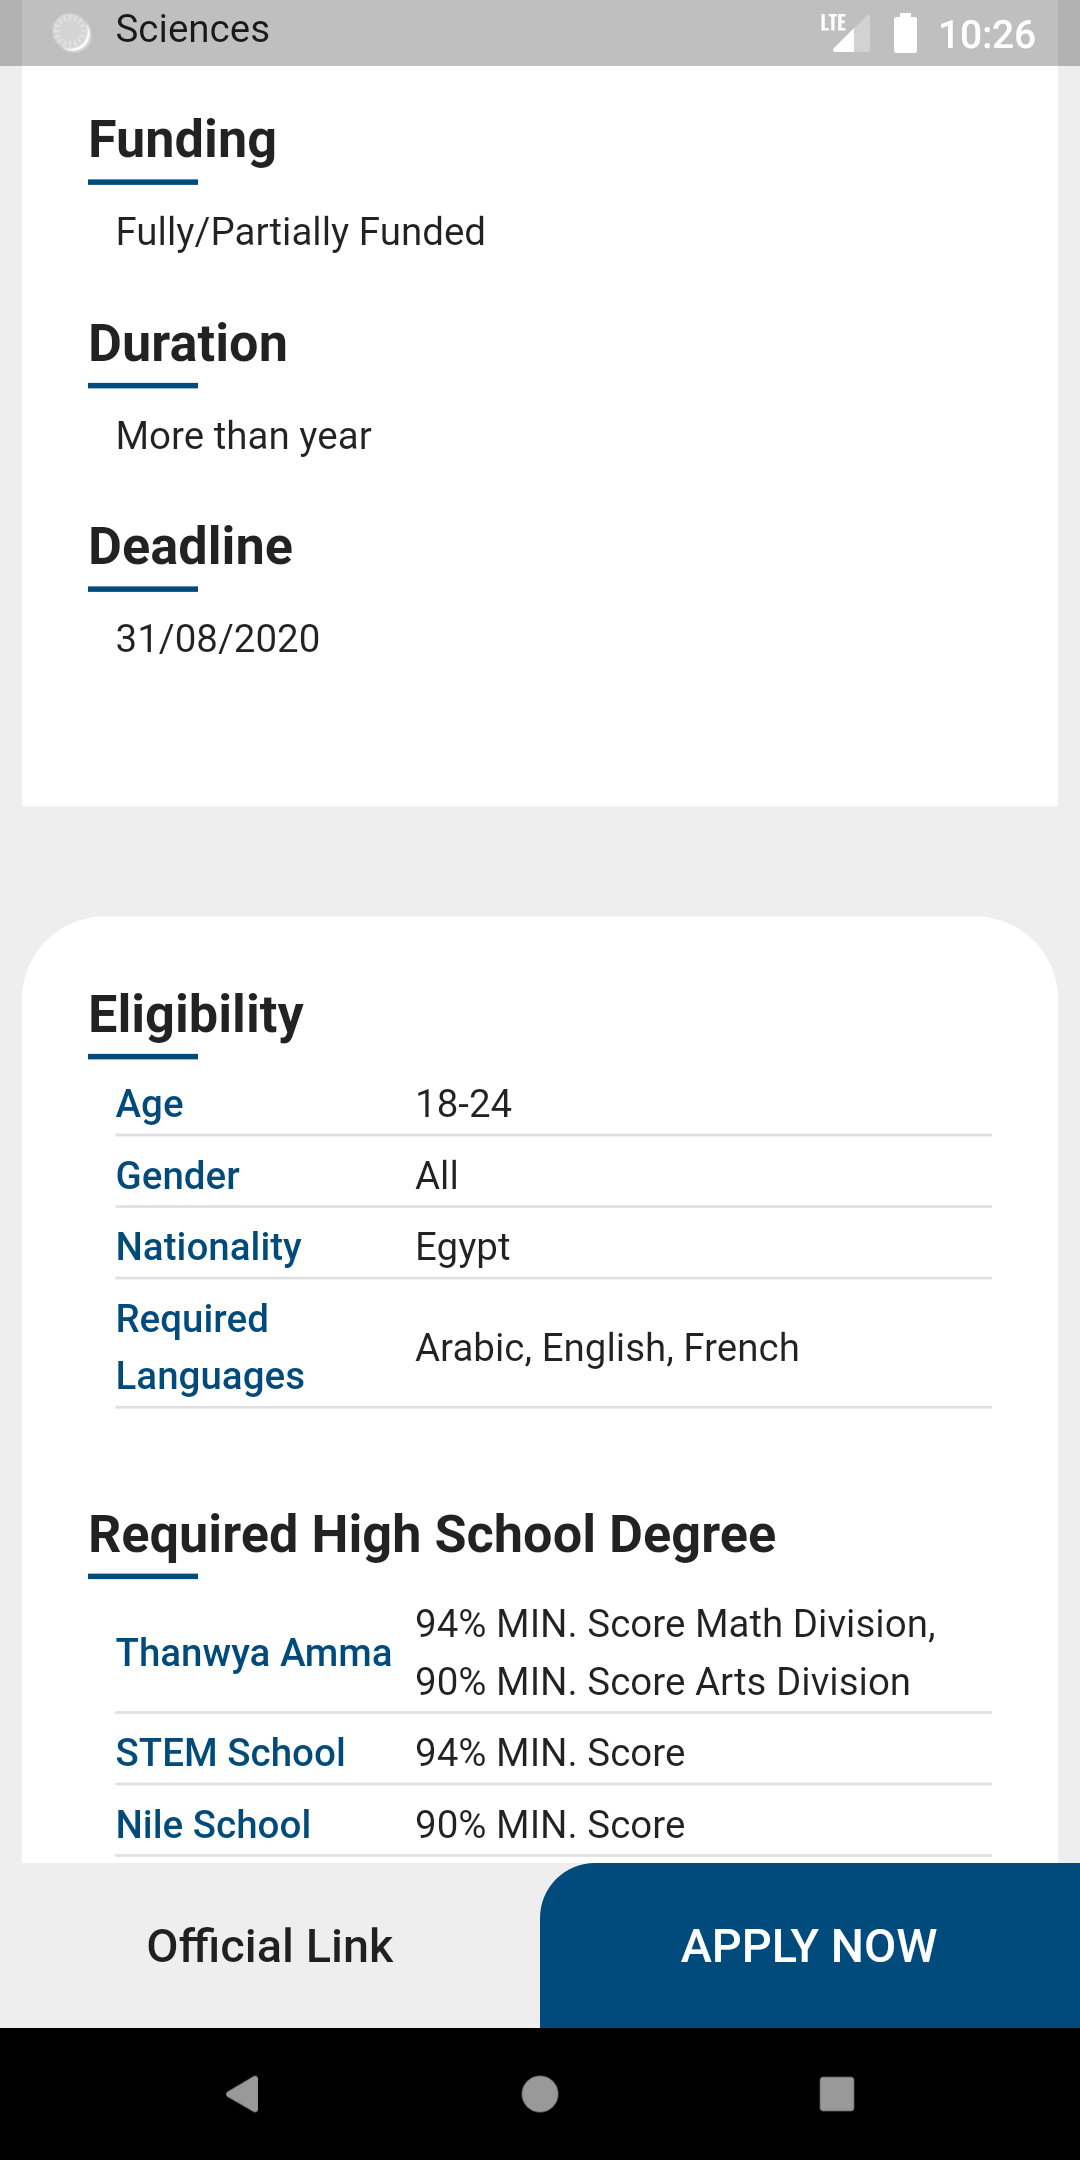 Sciences
LTE
10:26
Funding
Fully/Partially Funded
Duration
More than year
Deadline
31/08/2020
Eligibility
Age 18-24
Gender All
Nationality Egypt
Required Languages Arabic, English, French
Required High School Degree
Thanwya Amma 94% MIN. Score Math Division,
90% MIN. Score Arts Division
STEM School 94% MIN. Score
Nile School 90% MIN. Score
Official Link
APPLY NOW